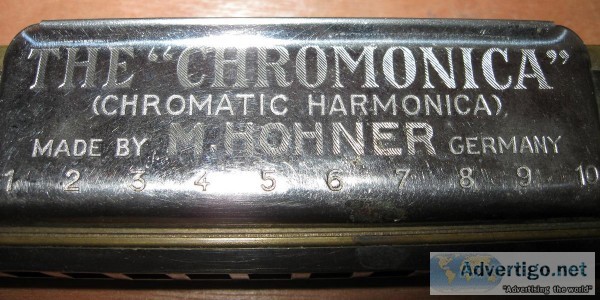 THE "CHROMONICA"
(CHROMATIC HARMONICA)
MADE BY M. HOHNER GERMANY
1 2 3 4 5 6 7 8 9 10
Advertigo.net
"Advertising the world"